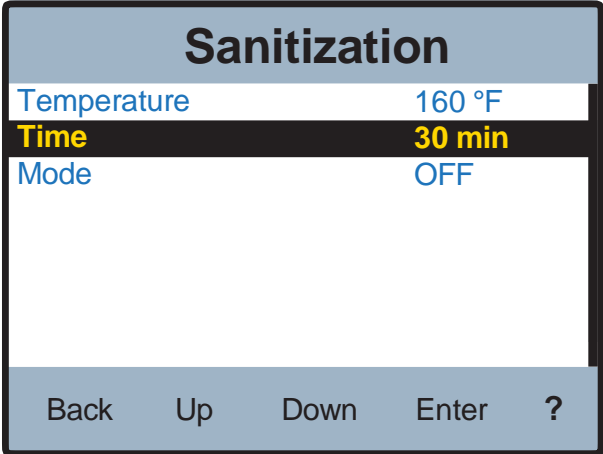 Sanitization
Temperature 160 °F
Time 30 min
Mode OFF
Back Up Down Enter ?